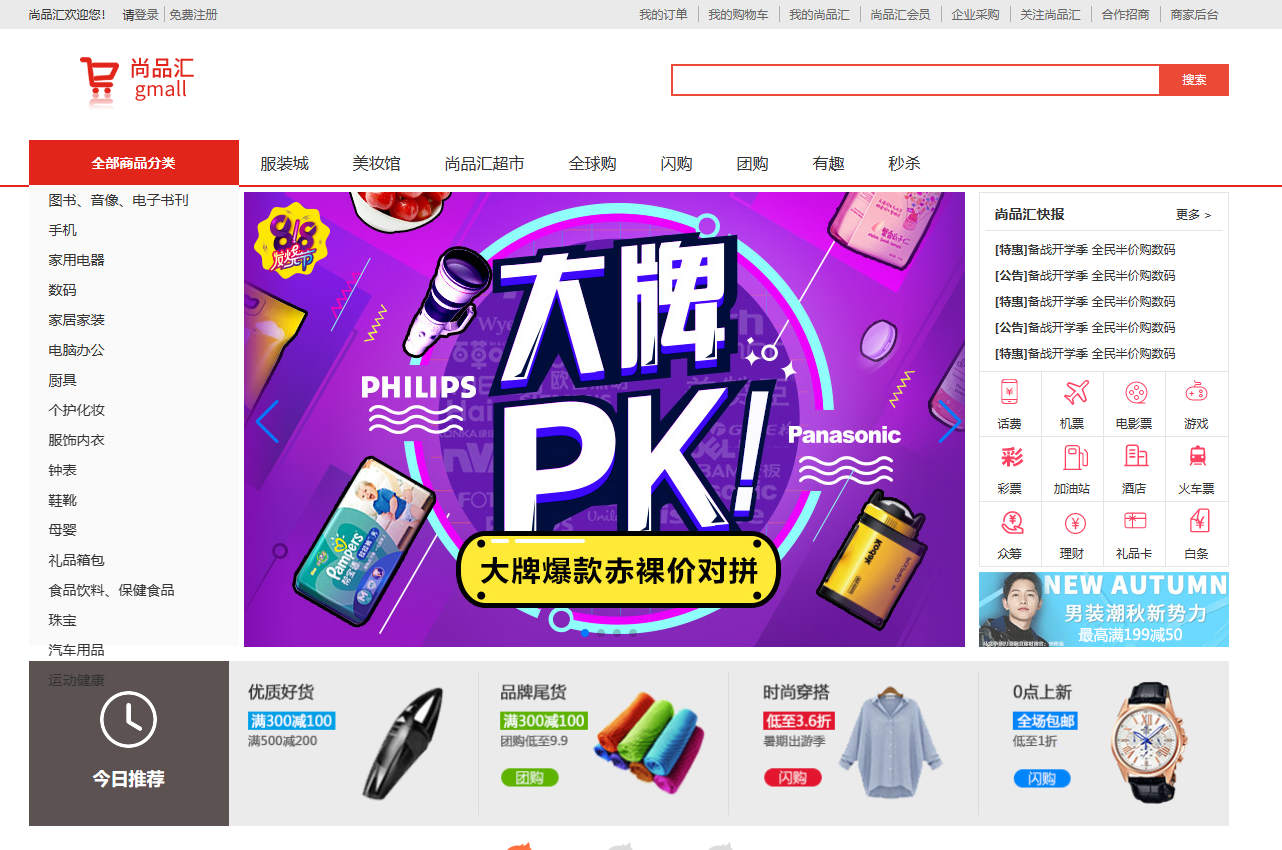 尚品汇欢迎您! 请登录 免费注册
我的订单 我的购物车 我的尚品汇 尚品汇会员 企业采购 关注尚品汇 合作招商 商家后台
尚品汇
gmall
搜索
全部商品分类 服装城 美妆馆 尚品汇超市 全球购 闪购 团购 有趣 秒杀
图书、音像、电子书刊
手机
家用电器
数码
家居家装
电脑办公
厨具
个护化妆
服饰内衣
钟表
鞋靴
母婴
礼品箱包
食品饮料、保健食品
珠宝
汽车用品
运动健康
818
发烧节
大牌
PK!
PHILIPS
Panasonic
Pampers
Kodak
大牌爆款赤裸价对拼
尚品汇快报 更多 >
[特惠]备战开学季 全民半价购数码
[公告]备战开学季 全民半价购数码
[特惠]备战开学季 全民半价购数码
[公告]备战开学季 全民半价购数码
[特惠]备战开学季 全民半价购数码
话费 机票 电影票 游戏
彩
彩票 加油站 酒店 火车票
众筹 理财 礼品卡 白条
NEW AUTUMN
男装潮秋新势力
最高满199减50
今日推荐
优质好货
满300减100
满500减200
品牌尾货
满300减100
团购低至9.9
团购
时尚穿搭
低至3.6折
暑期出游季
闪购
0点上新
全场包邮
低至1折
闪购